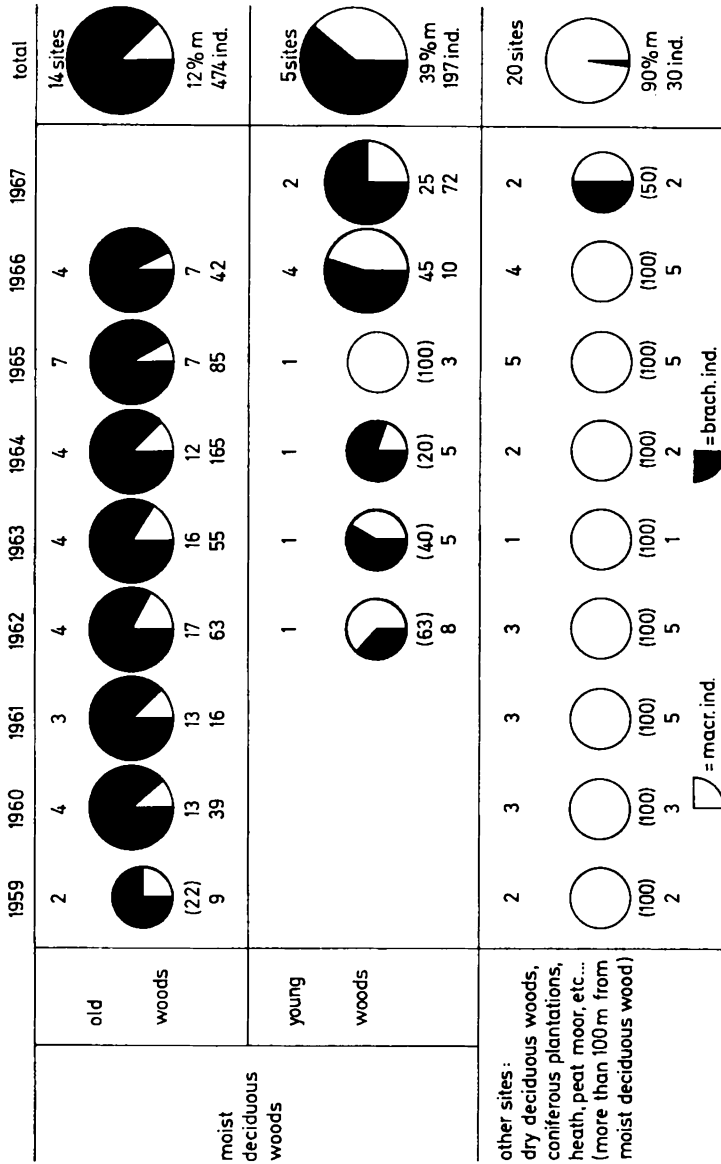 1959 1960 1961 1962 1963 1964 1965 1966 1967 total
moist
deciduous
woods
old
woods
2 4 3 4 4 4 7 4 14 sites
(22) 13 13 17 16 12 7 7 12% m
9 39 16 63 55 165 85 42 474 ind.
young
woods
1 1 1 1 4 2 5 sites
(63) (40) (20) (100) 45 25 39% m
8 5 5 3 10 72 197 ind.
other sites:
dry deciduous woods,
coniferous plantations,
heath, peat moor, etc...
(more than 100m from
moist deciduous wood)
2 3 3 3 1 2 5 4 2 20 sites
(100) (100) (100) (100) (100) (100) (100) (100) (50) 90% m
2 3 5 5 1 2 5 5 2 30 ind.
= macr. ind. = brach. ind.